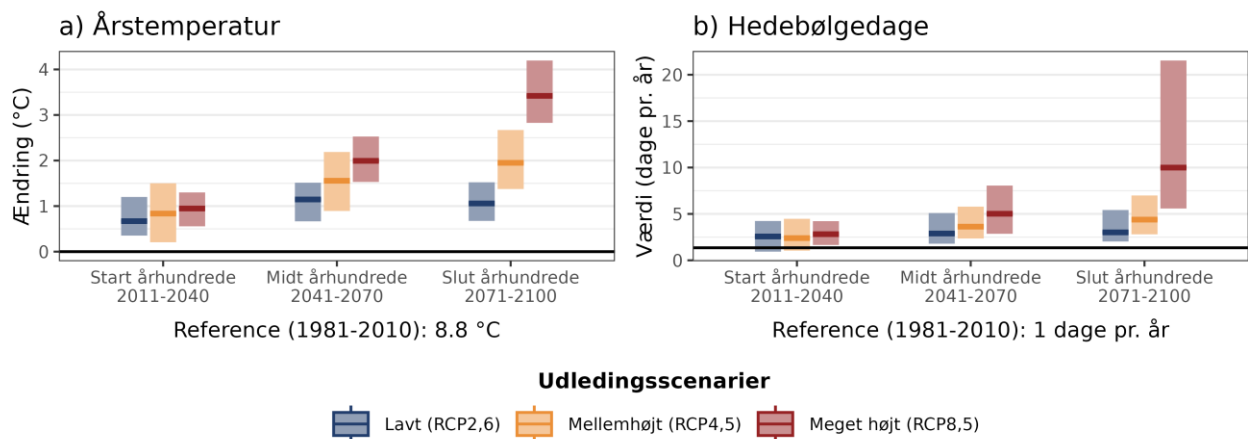 a) Årstemperatur
Ændring (°C)
4
3
2
1
0
Start århundrede
2011-2040
Midt århundrede
2041-2070
Slut århundrede
2071-2100
Reference (1981-2010): 8.8 °C
b) Hedebølgedage
Værdi (dage pr. år)
20
15
10
5
0
Start århundrede
2011-2040
Midt århundrede
2041-2070
Slut århundrede
2071-2100
Reference (1981-2010): 1 dage pr. år
Udledingsscenarier
Lavt (RCP2,6)
Mellemhøjt (RCP4,5)
Meget højt (RCP8,5)